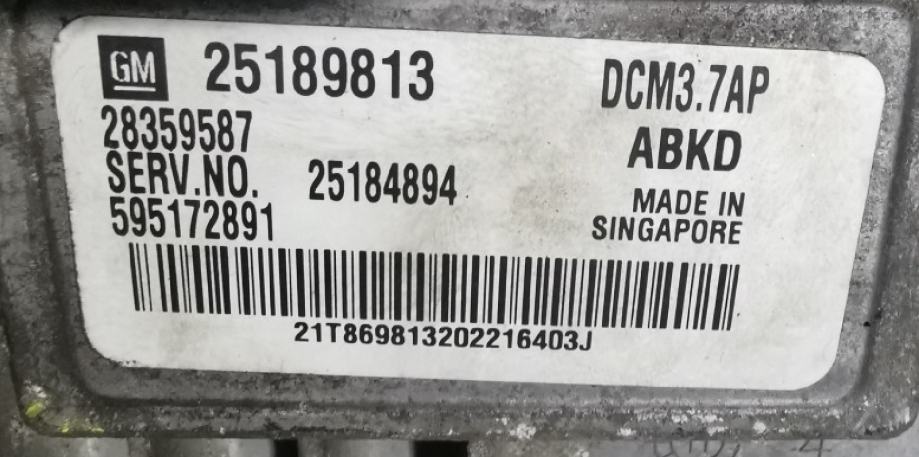 GM 25189813 DCM3.7AP
28359587 ABKD
SERV.NO. 25184894 MADE IN
595172891 SINGAPORE
21T869813202216403J